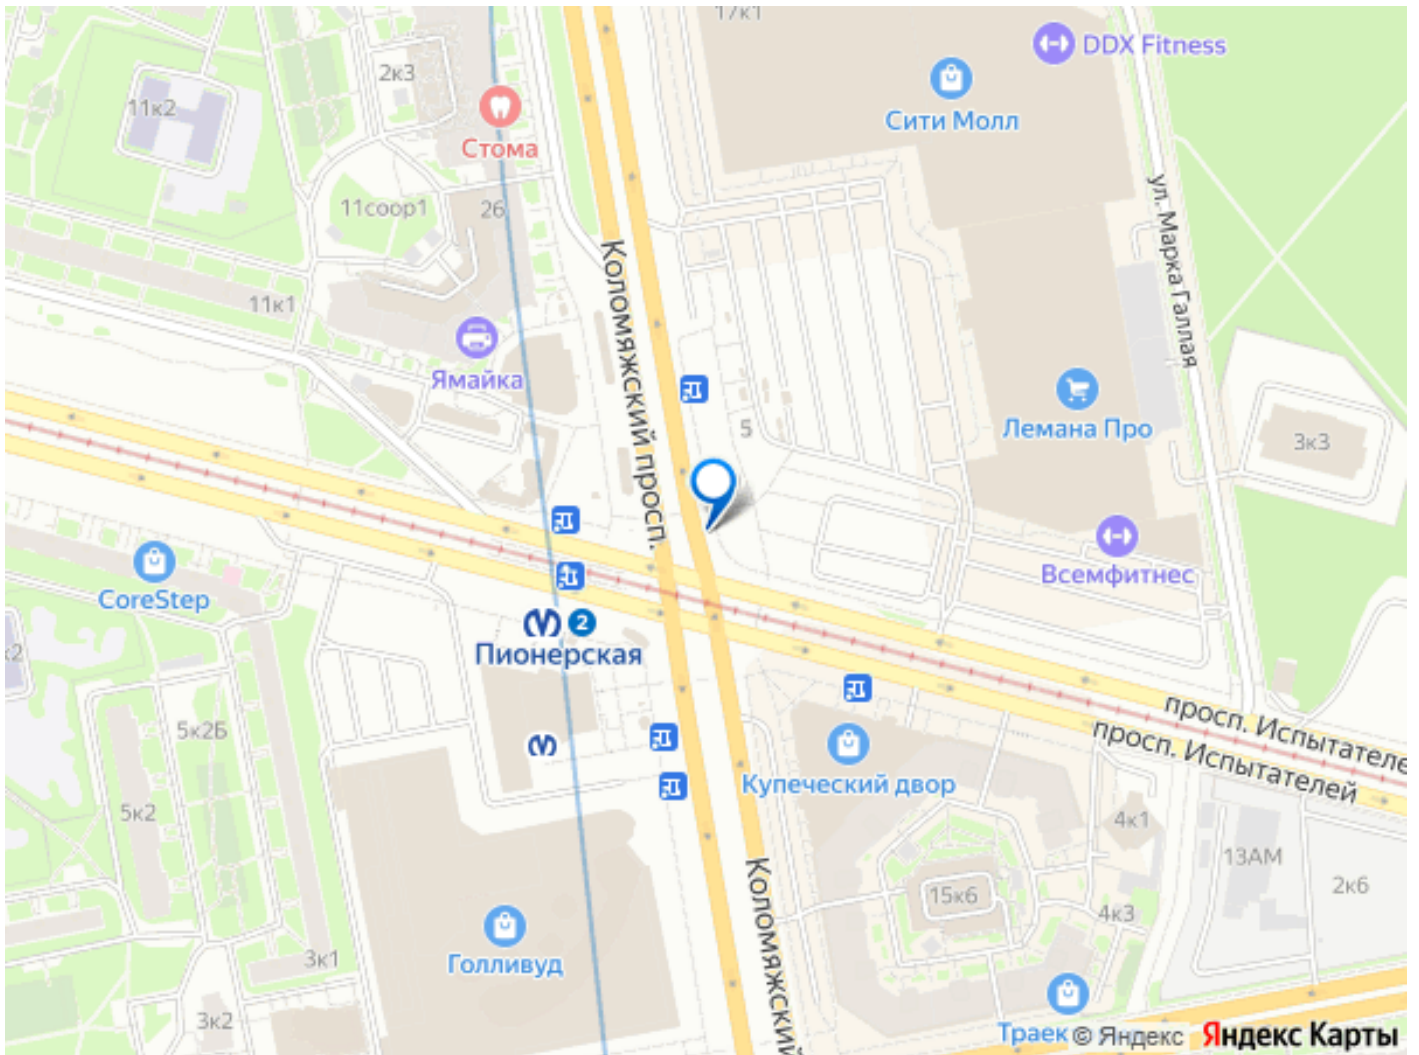 17к1
DDX Fitness
2к3
11к2
Сити Молл
Стома
11соор1
26
ул. Марка Галлая
Коломяжский просп.
11к1
Ямайка
Лемана Про
5
3к3
CoreStep
Всемфитнес
2
Пионерская
к2
5к2Б
просп. Испытателе
просп. Испытателей
Купеческий двор
5к2
4к1
13АМ
2к6
15к6
4к3
Коломяжский
Голливуд
3к1
3к2
Траек
© Яндекс
Яндекс Карты